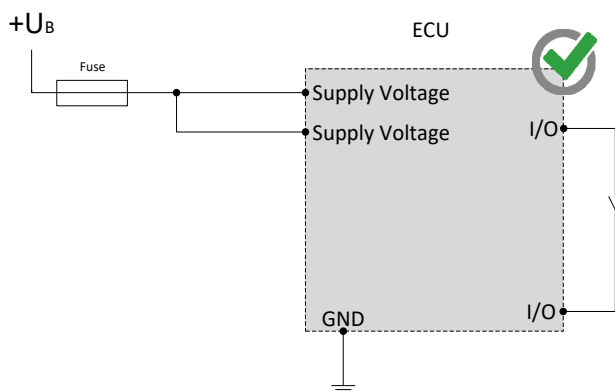 +UB
ECU
Fuse
Supply Voltage
Supply Voltage
I/O
GND
I/O